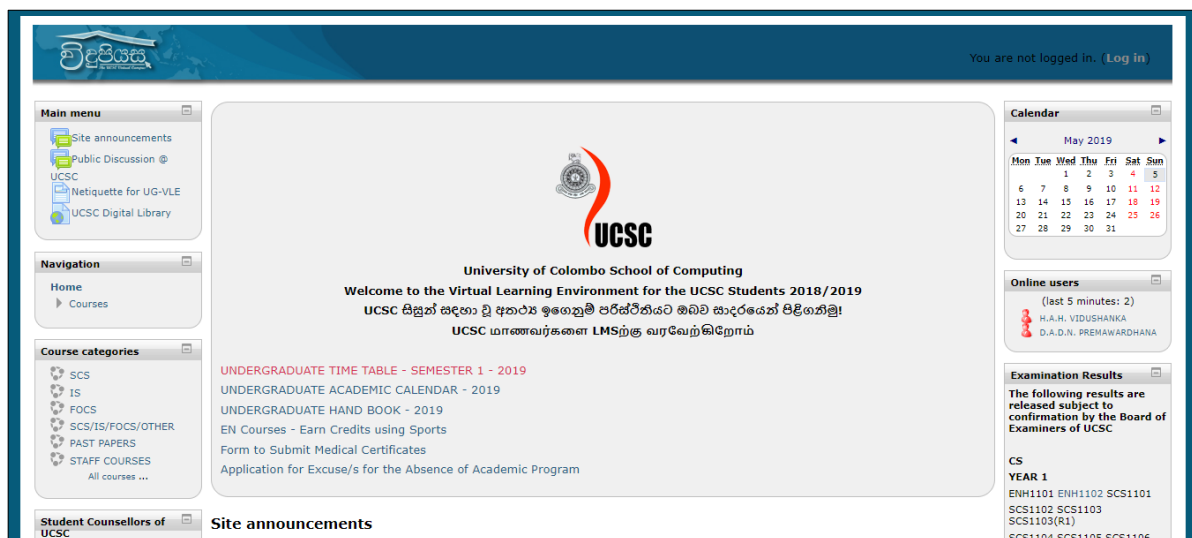 විදුපියස
You are not logged in. (Log in)
Main menu
Site announcements
Public Discussion @
UCSC
Netiquette for UG-VLE
UCSC Digital Library
Navigation
Home
Courses
Course categories
SCS
IS
FOCS
SCS/IS/FOCS/OTHER
PAST PAPERS
STAFF COURSES
All courses ...
Student Counsellors of
UCSC
UCSC
University of Colombo School of Computing
Welcome to the Virtual Learning Environment for the UCSC Students 2018/2019
UCSC සිසුන් සඳහා වූ අතථ්‍ය ඉගෙනුම් පරිස්ථිතියට ඔබව සාදරයෙන් පිළිගනිමු!
UCSC மாணவர்களை LMSற்கு வரவேற்கிறோம்
UNDERGRADUATE TIME TABLE - SEMESTER 1 - 2019
UNDERGRADUATE ACADEMIC CALENDAR - 2019
UNDERGRADUATE HAND BOOK - 2019
EN Courses - Earn Credits using Sports
Form to Submit Medical Certificates
Application for Excuse/s for the Absence of Academic Program
Site announcements
Calendar
◄ May 2019 ►
Mon Tue Wed Thu Fri Sat Sun
1 2 3 4 5
6 7 8 9 10 11 12
13 14 15 16 17 18 19
20 21 22 23 24 25 26
27 28 29 30 31
Online users
(last 5 minutes: 2)
H.A.H. VIDUSHANKA
D.A.D.N. PREMAWARDHANA
Examination Results
The following results are
released subject to
confirmation by the Board of
Examiners of UCSC
CS
YEAR 1
ENH1101 ENH1102 SCS1101
SCS1102 SCS1103
SCS1103(R1)
SCS1104 SCS1105 SCS1106